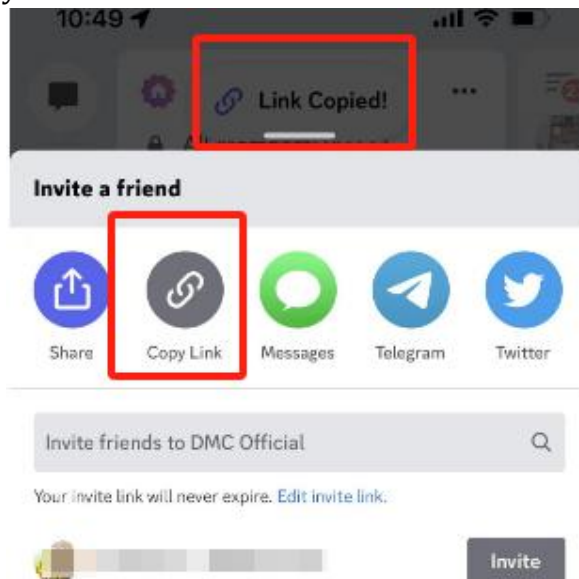 10:49
Link Copied!
Invite a friend
Share Copy Link Messages Telegram Twitter
Invite friends to DMC Official
Your invite link will never expire. Edit invite link.
Invite